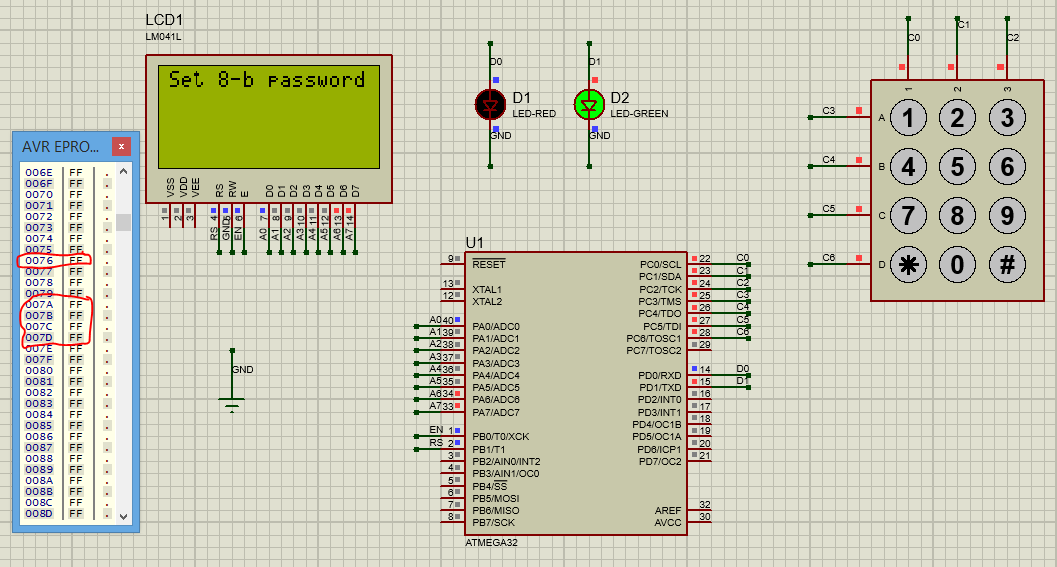 LCD1
LM041L
Set 8-b password
VSS
VDD
VEE
RS
RW
E
D0
D1
D2
D3
D4
D5
D6
D7
1
2
3
4
5
6
7
8
9
10
11
12
13
14
RS
GND
EN
A0
A1
A2
A3
A4
A5
A6
A7
AVR EPRO...
x
006E FF .
006F FF .
0070 FF .
0071 FF .
0072 FF .
0073 FF .
0074 FF .
0075 FF .
0076 FF .
0077 FF .
0078 FF .
0079 FF .
007A FF .
007B FF .
007C FF .
007D FF .
007E FF .
007F FF .
0080 FF .
0081 FF .
0082 FF .
0083 FF .
0084 FF .
0085 FF .
0086 FF .
0087 FF .
0088 FF .
0089 FF .
008A FF .
008B FF .
008C FF .
008D FF .
GND
D0
D1
LED-RED
GND
D1
D2
LED-GREEN
GND
C0
C1
C2
1
2
3
C3
A
1 2 3
C4
B
4 5 6
C5
C
7 8 9
C6
D
* 0 #
U1
9 RESET
13 XTAL1
12 XTAL2
A0 40 PA0/ADC0
A1 39 PA1/ADC1
A2 38 PA2/ADC2
A3 37 PA3/ADC3
A4 36 PA4/ADC4
A5 35 PA5/ADC5
A6 34 PA6/ADC6
A7 33 PA7/ADC7
EN 1 PB0/T0/XCK
RS 2 PB1/T1
3 PB2/AIN0/INT2
4 PB3/AIN1/OC0
5 PB4/SS
6 PB5/MOSI
7 PB6/MISO
8 PB7/SCK
PC0/SCL 22 C0
PC1/SDA 23 C1
PC2/TCK 24 C2
PC3/TMS 25 C3
PC4/TDO 26 C4
PC5/TDI 27 C5
PC6/TOSC1 28 C6
PC7/TOSC2 29
PD0/RXD 14 D0
PD1/TXD 15 D1
PD2/INT0 16
PD3/INT1 17
PD4/OC1B 18
PD5/OC1A 19
PD6/ICP1 20
PD7/OC2 21
AREF 32
AVCC 30
ATMEGA32